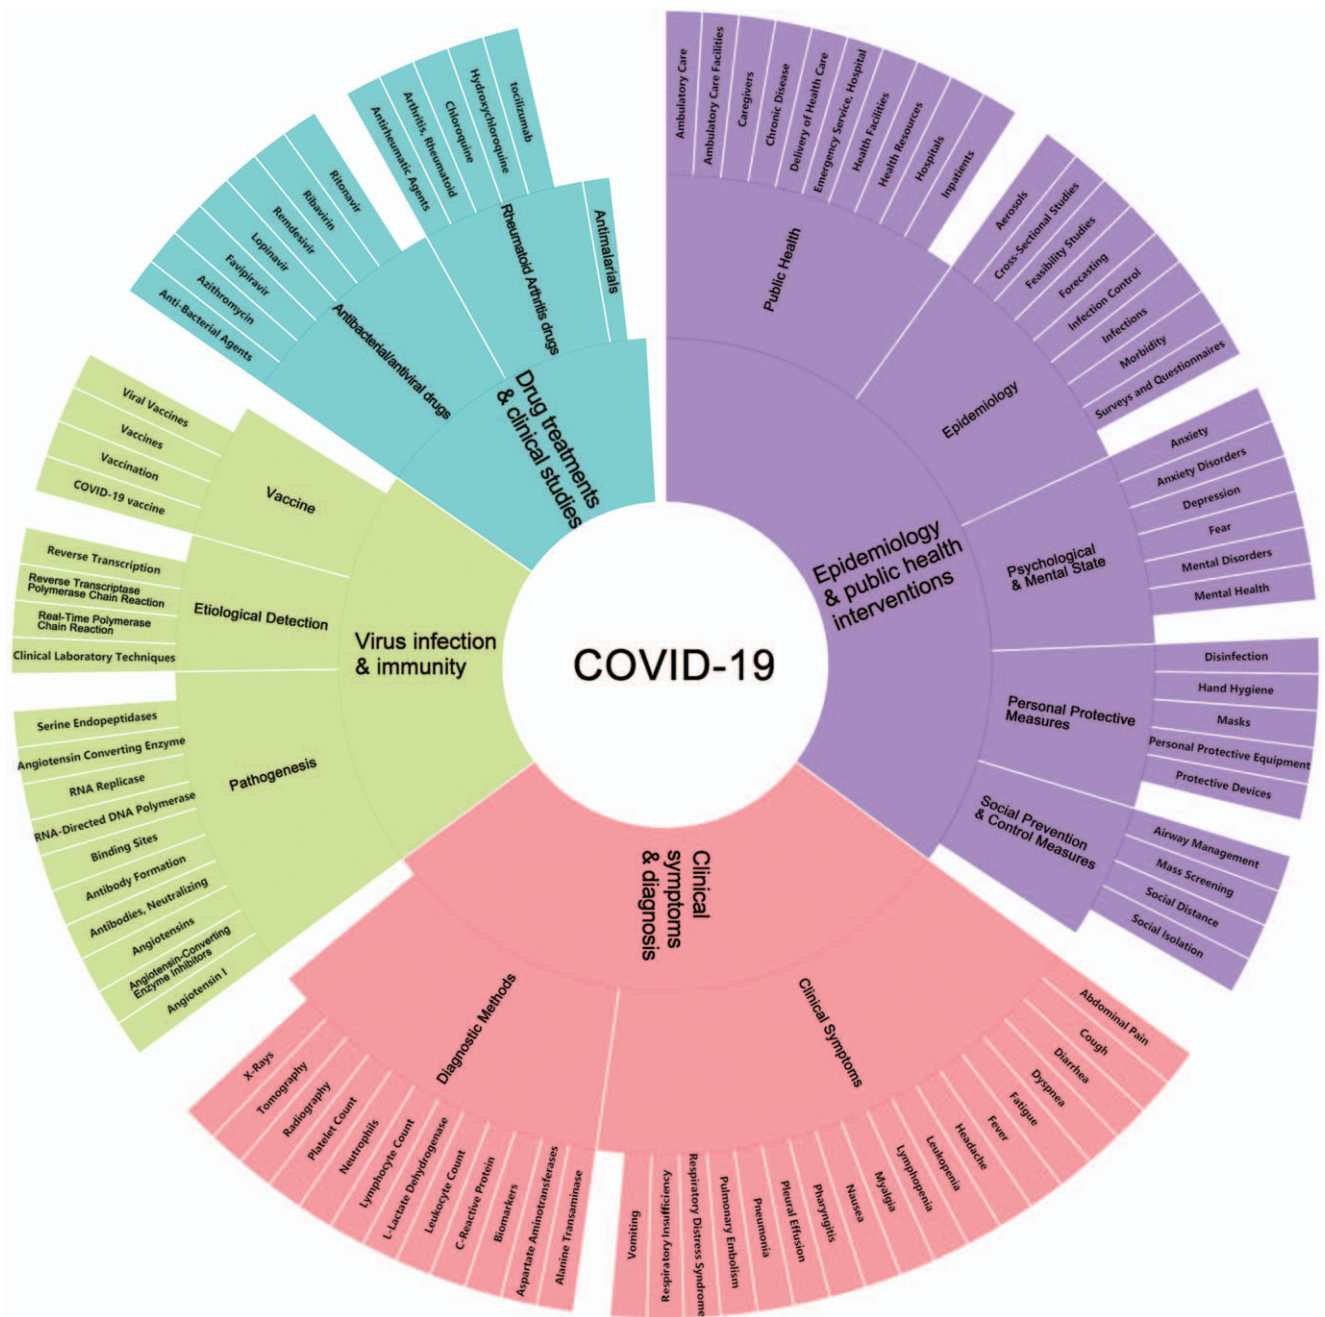 COVID-19
Epidemiology
& public health
interventions
Public Health
Ambulatory Care
Ambulatory Care Facilities
Caregivers
Chronic Disease
Delivery of Health Care
Emergency Service, Hospital
Health Facilities
Health Resources
Hospitals
Inpatients
Epidemiology
Aerosols
Cross-Sectional Studies
Feasibility Studies
Forecasting
Infection Control
Infections
Morbidity
Surveys and Questionnaires
Psychological
& Mental State
Anxiety
Anxiety Disorders
Depression
Fear
Mental Disorders
Mental Health
Personal Protective
Measures
Disinfection
Hand Hygiene
Masks
Personal Protective Equipment
Protective Devices
Social Prevention
& Control Measures
Airway Management
Mass Screening
Social Distance
Social Isolation
Clinical
symptoms
& diagnosis
Clinical Symptoms
Abdominal Pain
Cough
Diarrhea
Dyspnea
Fatigue
Fever
Headache
Leukopenia
Lymphopenia
Myalgia
Nausea
Pharyngitis
Pleural Effusion
Pneumonia
Pulmonary Embolism
Respiratory Distress Syndrome
Respiratory Insufficiency
Vomiting
Diagnostic Methods
Alanine Transaminase
Aspartate Aminotransferases
Biomarkers
C-Reactive Protein
Leukocyte Count
L-Lactate Dehydrogenase
Lymphocyte Count
Neutrophils
Platelet Count
Radiography
Tomography
X-Rays
Virus infection
& immunity
Pathogenesis
Angiotensin I
Angiotensin-Converting
Enzyme Inhibitors
Angiotensins
Antibodies, Neutralizing
Antibody Formation
Binding Sites
RNA-Directed DNA Polymerase
RNA Replicase
Angiotensin Converting Enzyme
Serine Endopeptidases
Etiological Detection
Clinical Laboratory Techniques
Real-Time Polymerase
Chain Reaction
Reverse Transcriptase
Polymerase Chain Reaction
Reverse Transcription
Vaccine
COVID-19 vaccine
Vaccination
Vaccines
Viral Vaccines
Drug treatments
& clinical studies
Antibacterial/antiviral drugs
Anti-Bacterial Agents
Azithromycin
Favipiravir
Lopinavir
Remdesivir
Ribavirin
Ritonavir
Rheumatoid Arthritis drugs
Antirheumatic Agents
Arthritis, Rheumatoid
Chloroquine
Hydroxychloroquine
tocilizumab
Antimalarials